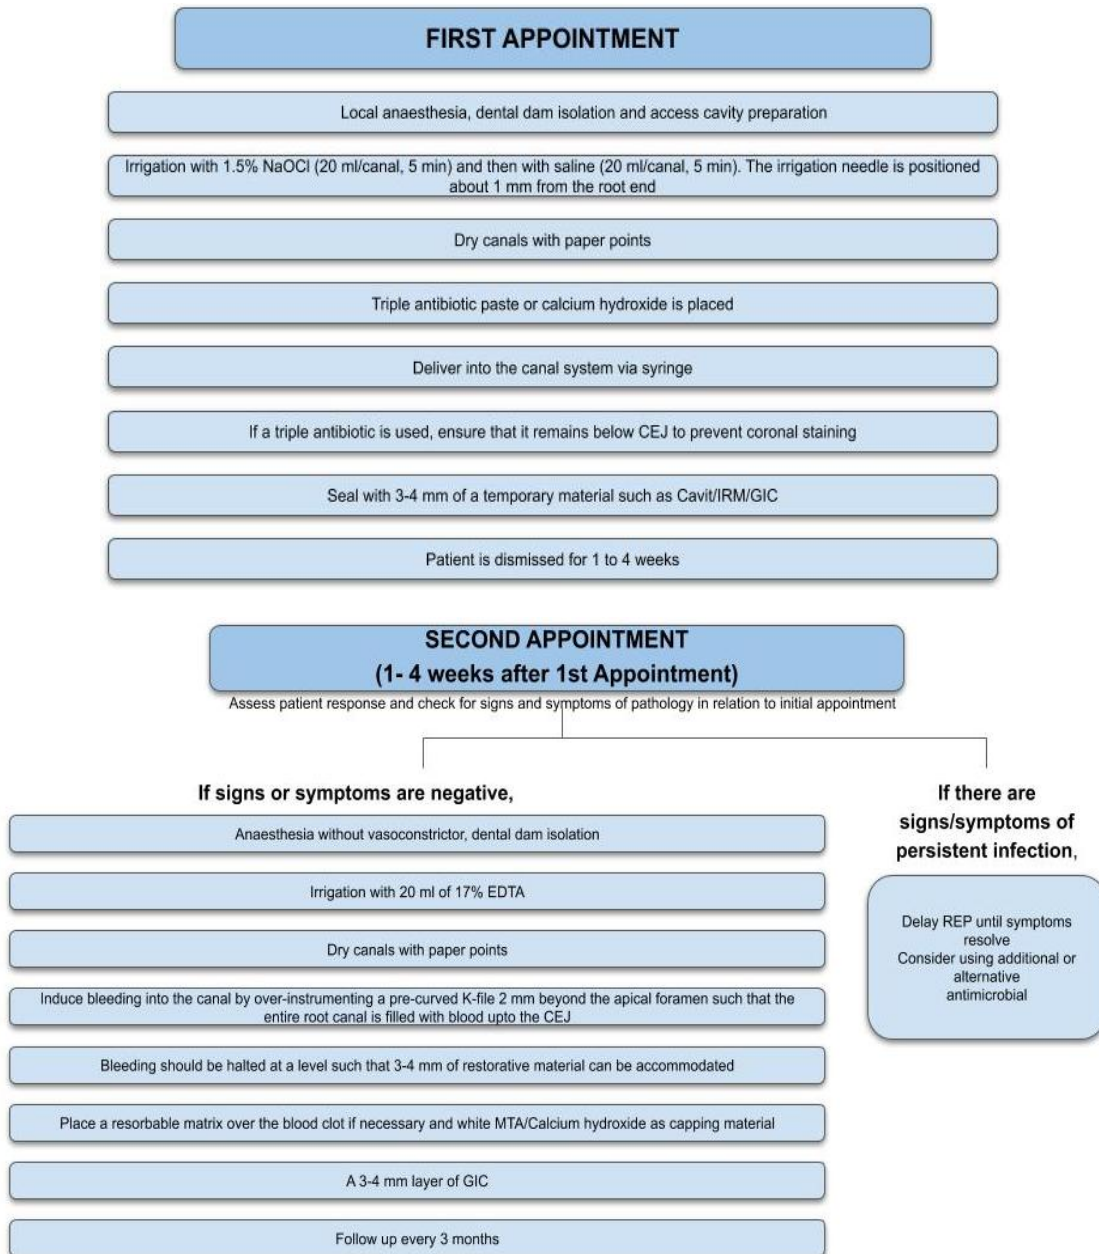 FIRST APPOINTMENT
Local anaesthesia, dental dam isolation and access cavity preparation
Irrigation with 1.5% NaOCl (20 ml/canal, 5 min) and then with saline (20 ml/canal, 5 min). The irrigation needle is positioned
about 1 mm from the root end
Dry canals with paper points
Triple antibiotic paste or calcium hydroxide is placed
Deliver into the canal system via syringe
If a triple antibiotic is used, ensure that it remains below CEJ to prevent coronal staining
Seal with 3-4 mm of a temporary material such as Cavit/IRM/GIC
Patient is dismissed for 1 to 4 weeks
SECOND APPOINTMENT
(1- 4 weeks after 1st Appointment)
Assess patient response and check for signs and symptoms of pathology in relation to initial appointment
If signs or symptoms are negative,
Anaesthesia without vasoconstrictor, dental dam isolation
Irrigation with 20 ml of 17% EDTA
Dry canals with paper points
Induce bleeding into the canal by over-instrumenting a pre-curved K-file 2 mm beyond the apical foramen such that the
entire root canal is filled with blood upto the CEJ
Bleeding should be halted at a level such that 3-4 mm of restorative material can be accommodated
Place a resorbable matrix over the blood clot if necessary and white MTA/Calcium hydroxide as capping material
A 3-4 mm layer of GIC
Follow up every 3 months
If there are
signs/symptoms of
persistent infection,
Delay REP until symptoms
resolve
Consider using additional or
alternative
antimicrobial